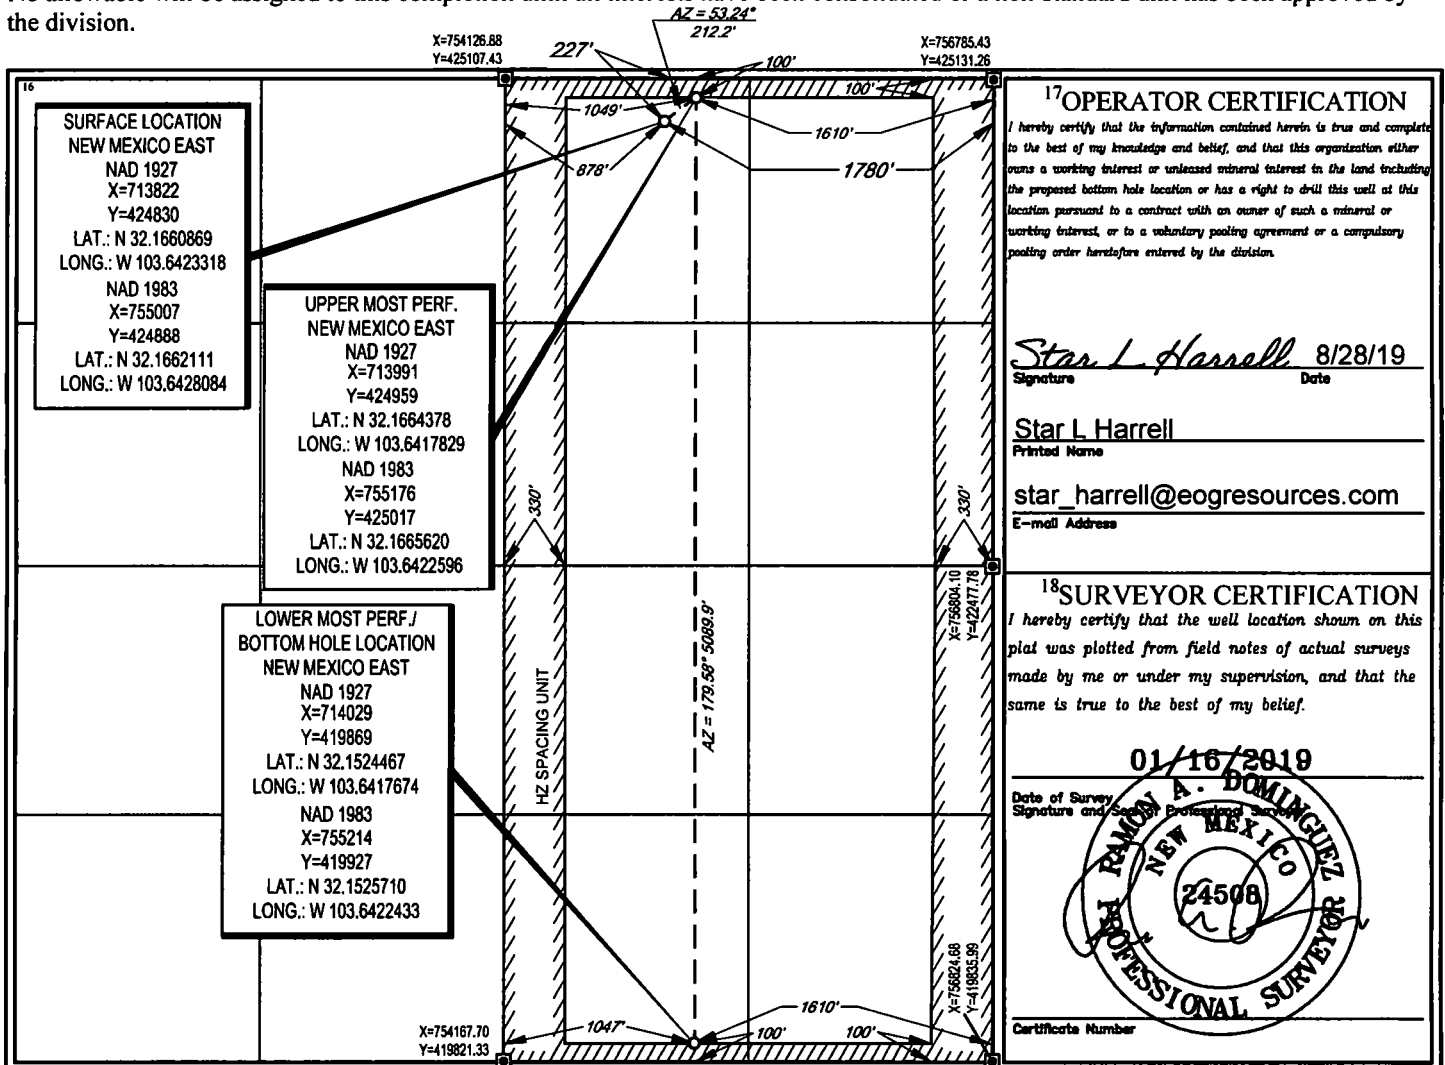 the division.
AZ = 53.24°
212.2'
X=754126.88
Y=425107.43
227'
100'
X=756785.43
Y=425131.26
16
1049'
100'
1610'
878'
1780'
SURFACE LOCATION
NEW MEXICO EAST
NAD 1927
X=713822
Y=424830
LAT.: N 32.1660869
LONG.: W 103.6423318
NAD 1983
X=755007
Y=424888
LAT.: N 32.1662111
LONG.: W 103.6428084
UPPER MOST PERF.
NEW MEXICO EAST
NAD 1927
X=713991
Y=424959
LAT.: N 32.1664378
LONG.: W 103.6417829
NAD 1983
X=755176
Y=425017
LAT.: N 32.1665620
LONG.: W 103.6422596
330'
330'
X=756804.10
Y=422477.78
LOWER MOST PERF./
BOTTOM HOLE LOCATION
NEW MEXICO EAST
NAD 1927
X=714029
Y=419869
LAT.: N 32.1524467
LONG.: W 103.6417674
NAD 1983
X=755214
Y=419927
LAT.: N 32.1525710
LONG.: W 103.6422433
HZ SPACING UNIT
AZ = 179.58° 5089.9'
X=756824.68
Y=419835.99
X=754167.70
Y=419821.33
1047'
1610'
100'
100'
17OPERATOR CERTIFICATION
I hereby certify that the information contained herein is true and complete
to the best of my knowledge and belief, and that this organization either
owns a working interest or unleased mineral interest in the land including
the proposed bottom hole location or has a right to drill this well at this
location pursuant to a contract with an owner of such a mineral or
working interest, or to a voluntary pooling agreement or a compulsory
pooling order heretofore entered by the division.
Star L Harrell 8/28/19
Signature Date
Star L Harrell
Printed Name
star_harrell@eogresources.com
E-mail Address
18SURVEYOR CERTIFICATION
I hereby certify that the well location shown on this
plat was plotted from field notes of actual surveys
made by me or under my supervision, and that the
same is true to the best of my belief.
01/16/2019
Date of Survey
Signature and Seal of Professional Surveyor
RAMON A. DOMINGUEZ
NEW MEXICO
24508
PROFESSIONAL SURVEYOR
Certificate Number